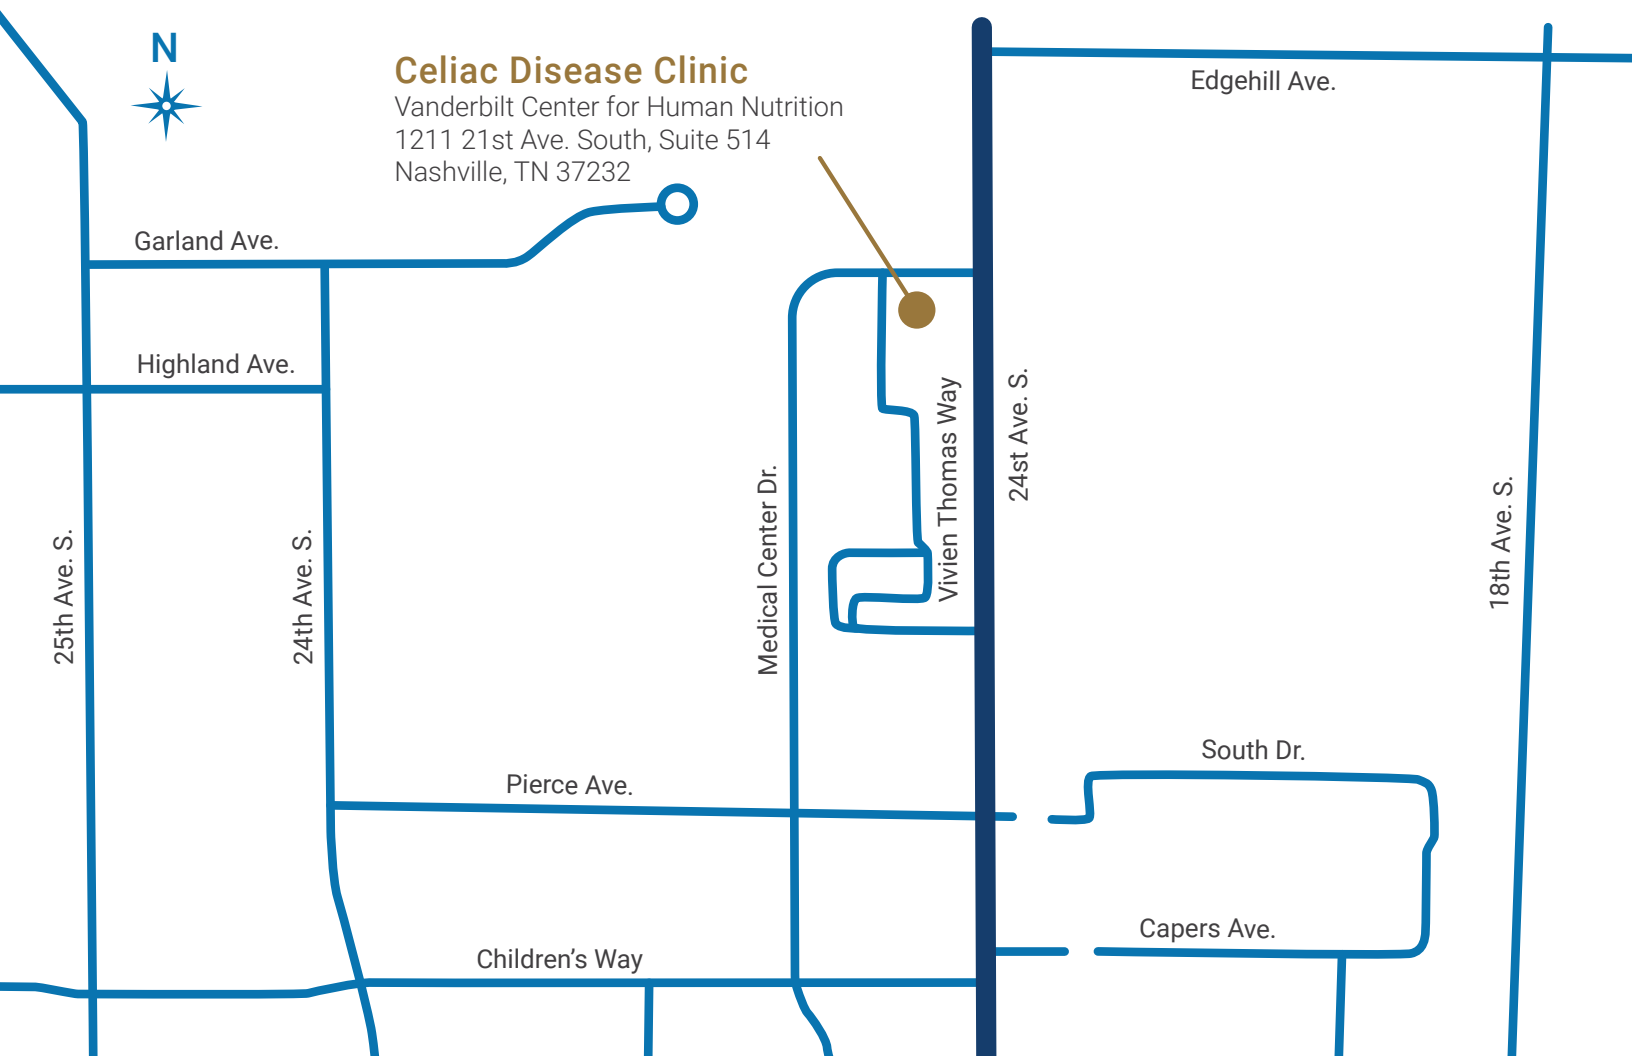 N
Celiac Disease Clinic
Vanderbilt Center for Human Nutrition
1211 21st Ave. South, Suite 514
Nashville, TN 37232
Edgehill Ave.
Garland Ave.
Highland Ave.
25th Ave. S.
24th Ave. S.
Medical Center Dr.
Vivien Thomas Way
24st Ave. S.
18th Ave. S.
South Dr.
Pierce Ave.
Capers Ave.
Children’s Way